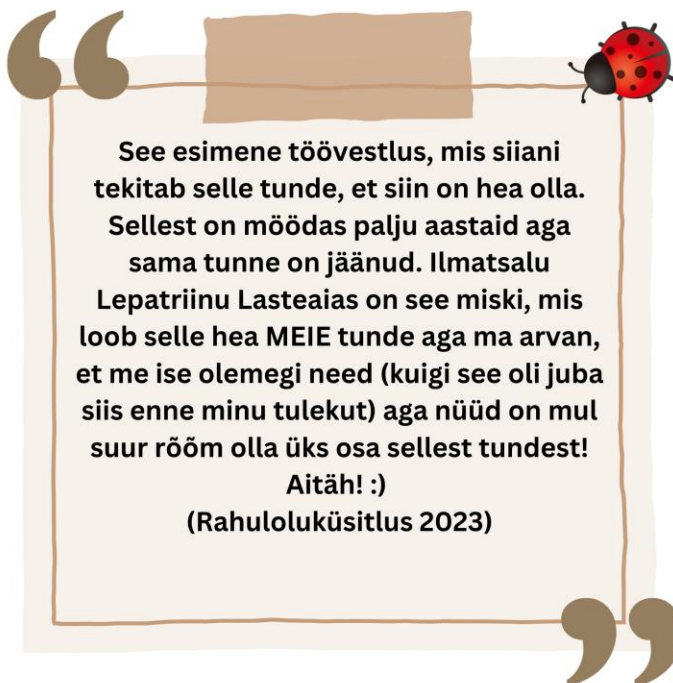 See esimene töövestlus, mis siiani
tekitab selle tunde, et siin on hea olla.
Sellest on möödas palju aastaid aga
sama tunne on jäänud. Ilmatsalu
Lepatriinu Lasteaias on see miski, mis
loob selle hea MEIE tunde aga ma arvan,
et me ise olemegi need (kuigi see oli juba
siis enne minu tulekut) aga nüüd on mul
suur rõõm olla üks osa sellest tundest!
Aitäh! :)
(Rahuloluküsitlus 2023)